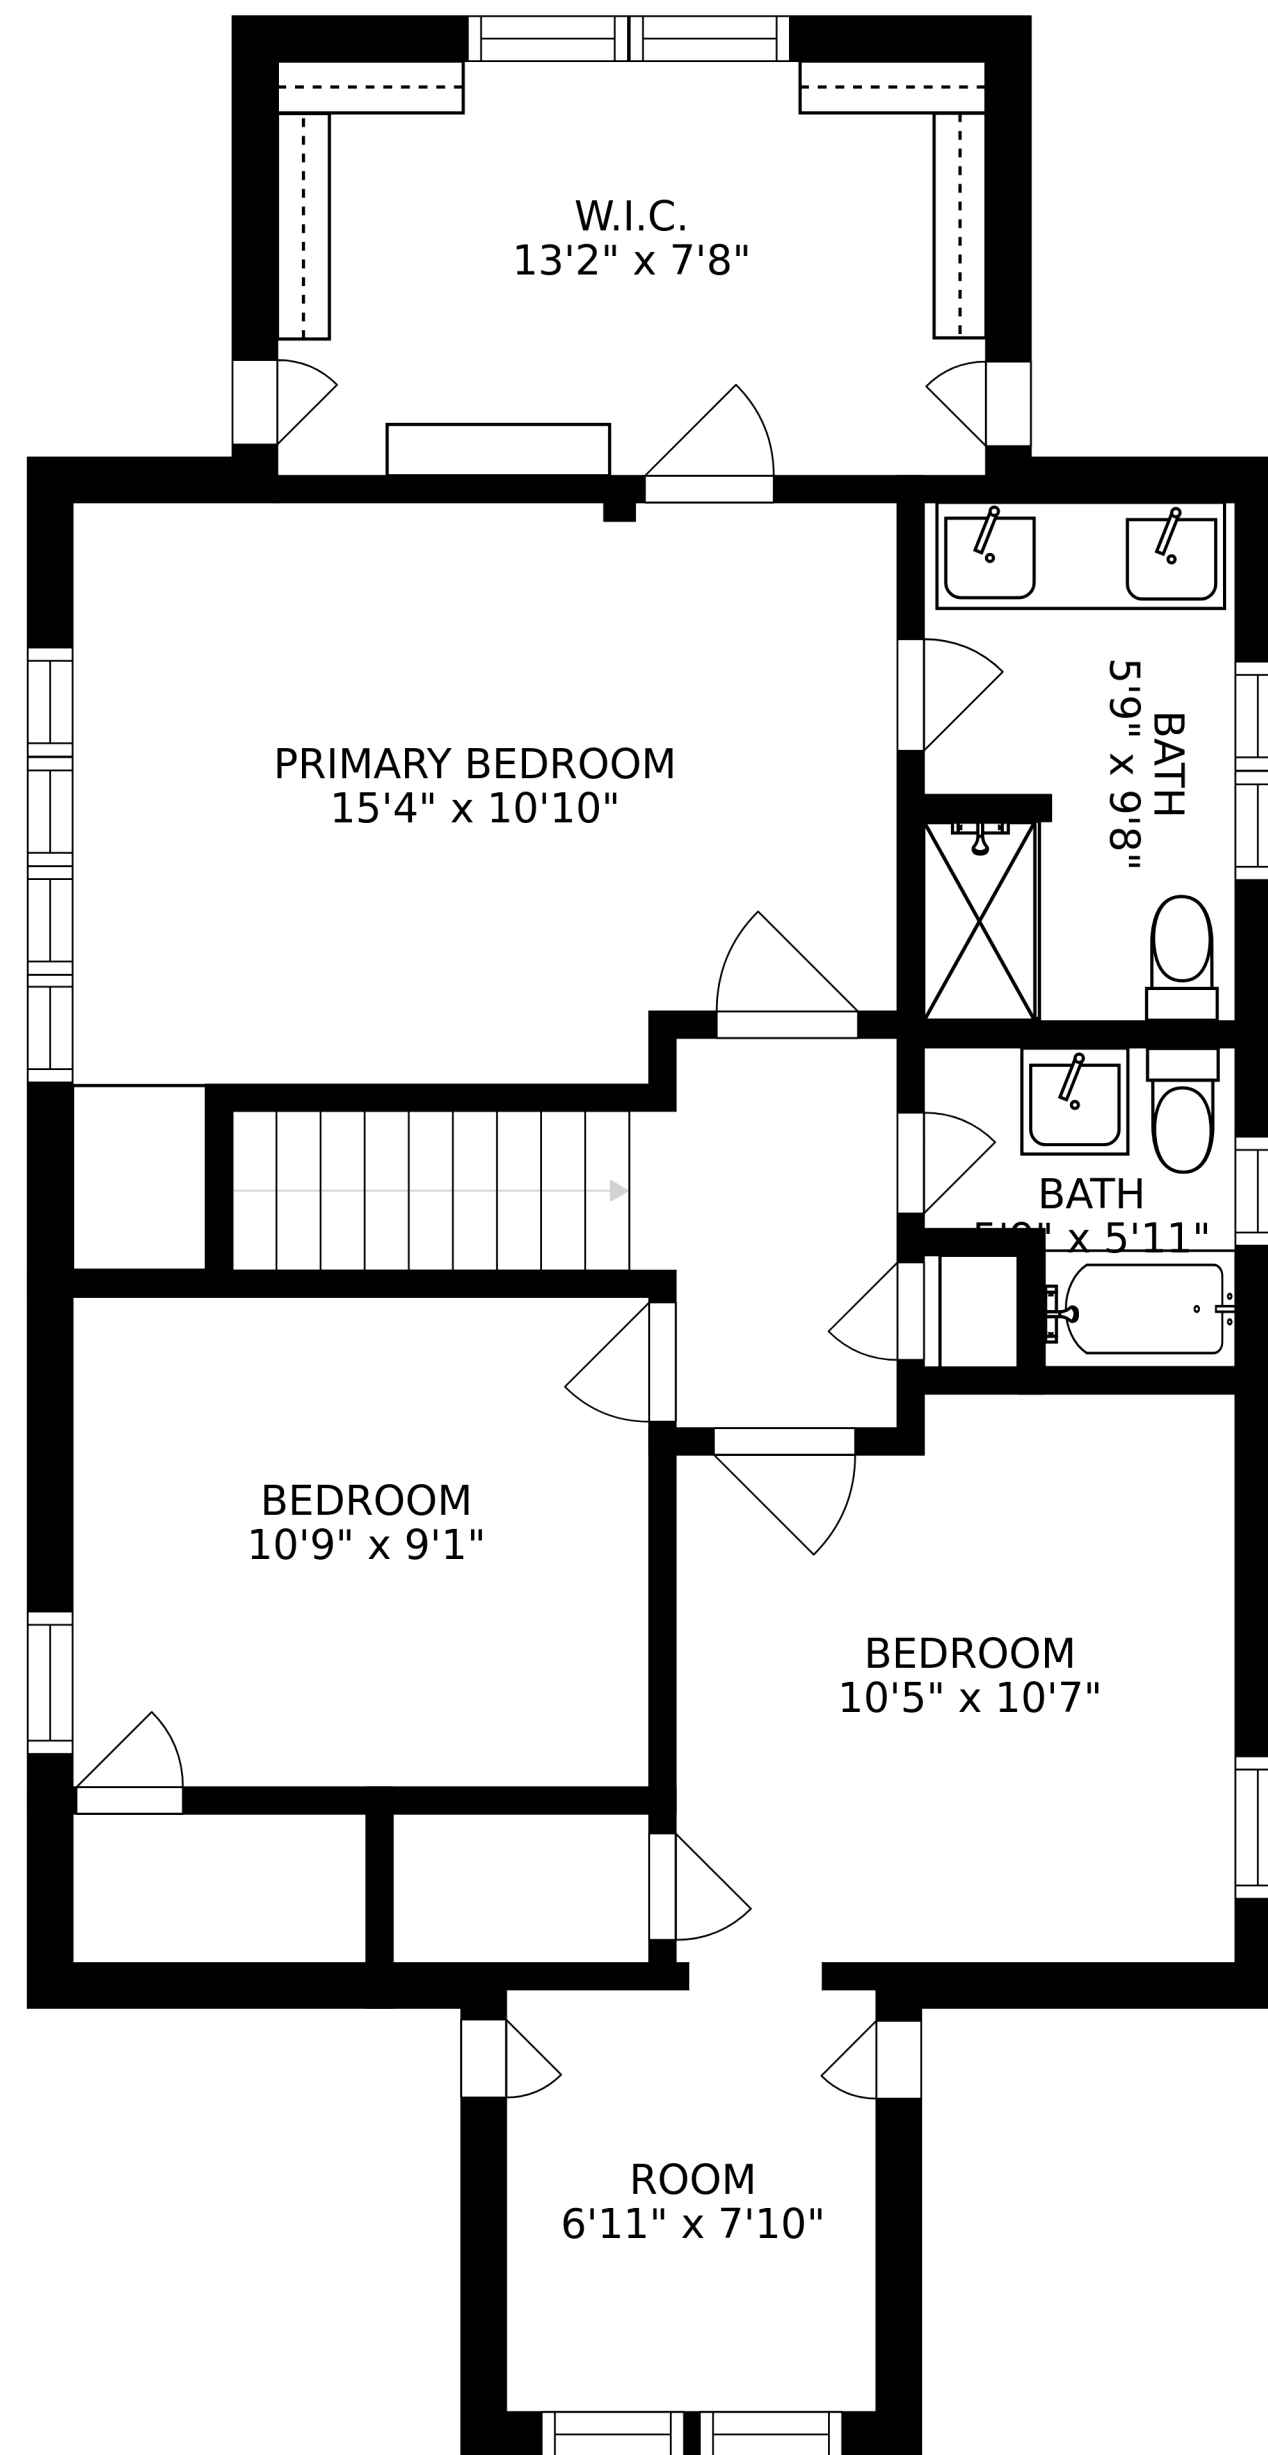 W.I.C.
13'2" x 7'8"
PRIMARY BEDROOM
15'4" x 10'10"
BATH
5'9" x 9'8"
BATH
x 5'11"
BEDROOM
10'9" x 9'1"
BEDROOM
10'5" x 10'7"
ROOM
6'11" x 7'10"